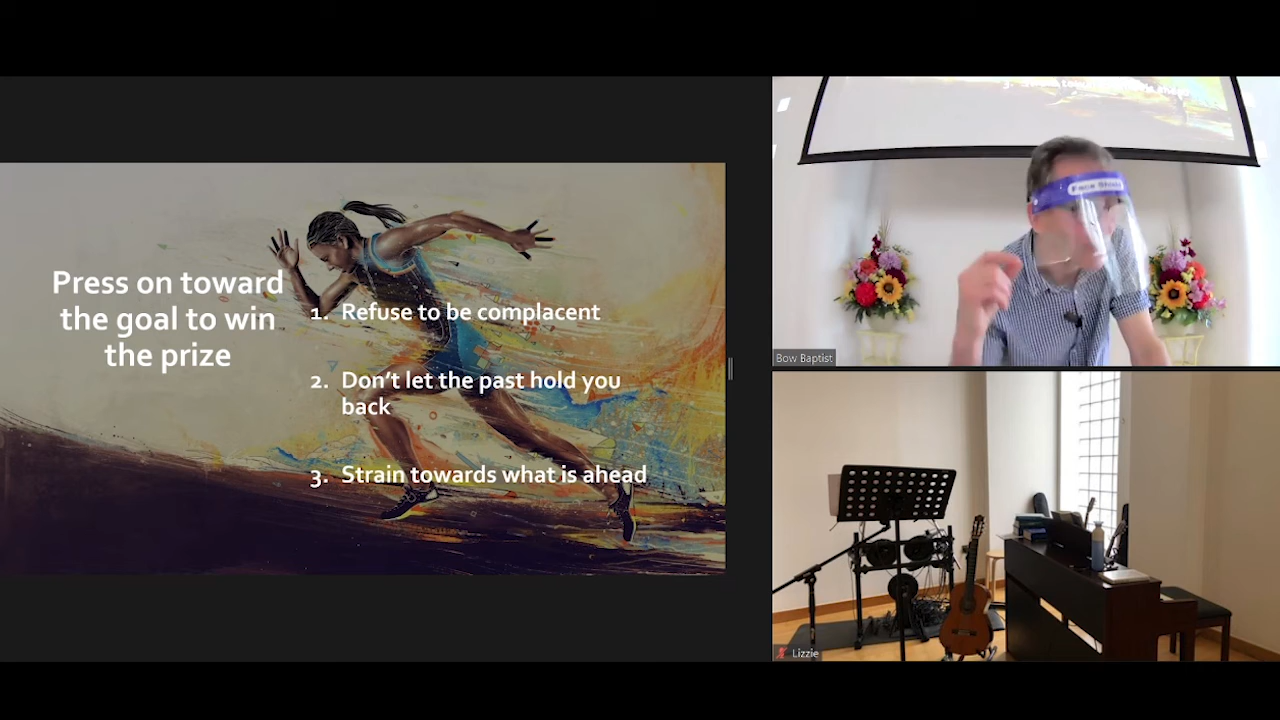 Press on toward
the goal to win
the prize
1. Refuse to be complacent
2. Don't let the past hold you
back
3. Strain towards what is ahead
Bow Baptist
Lizzie